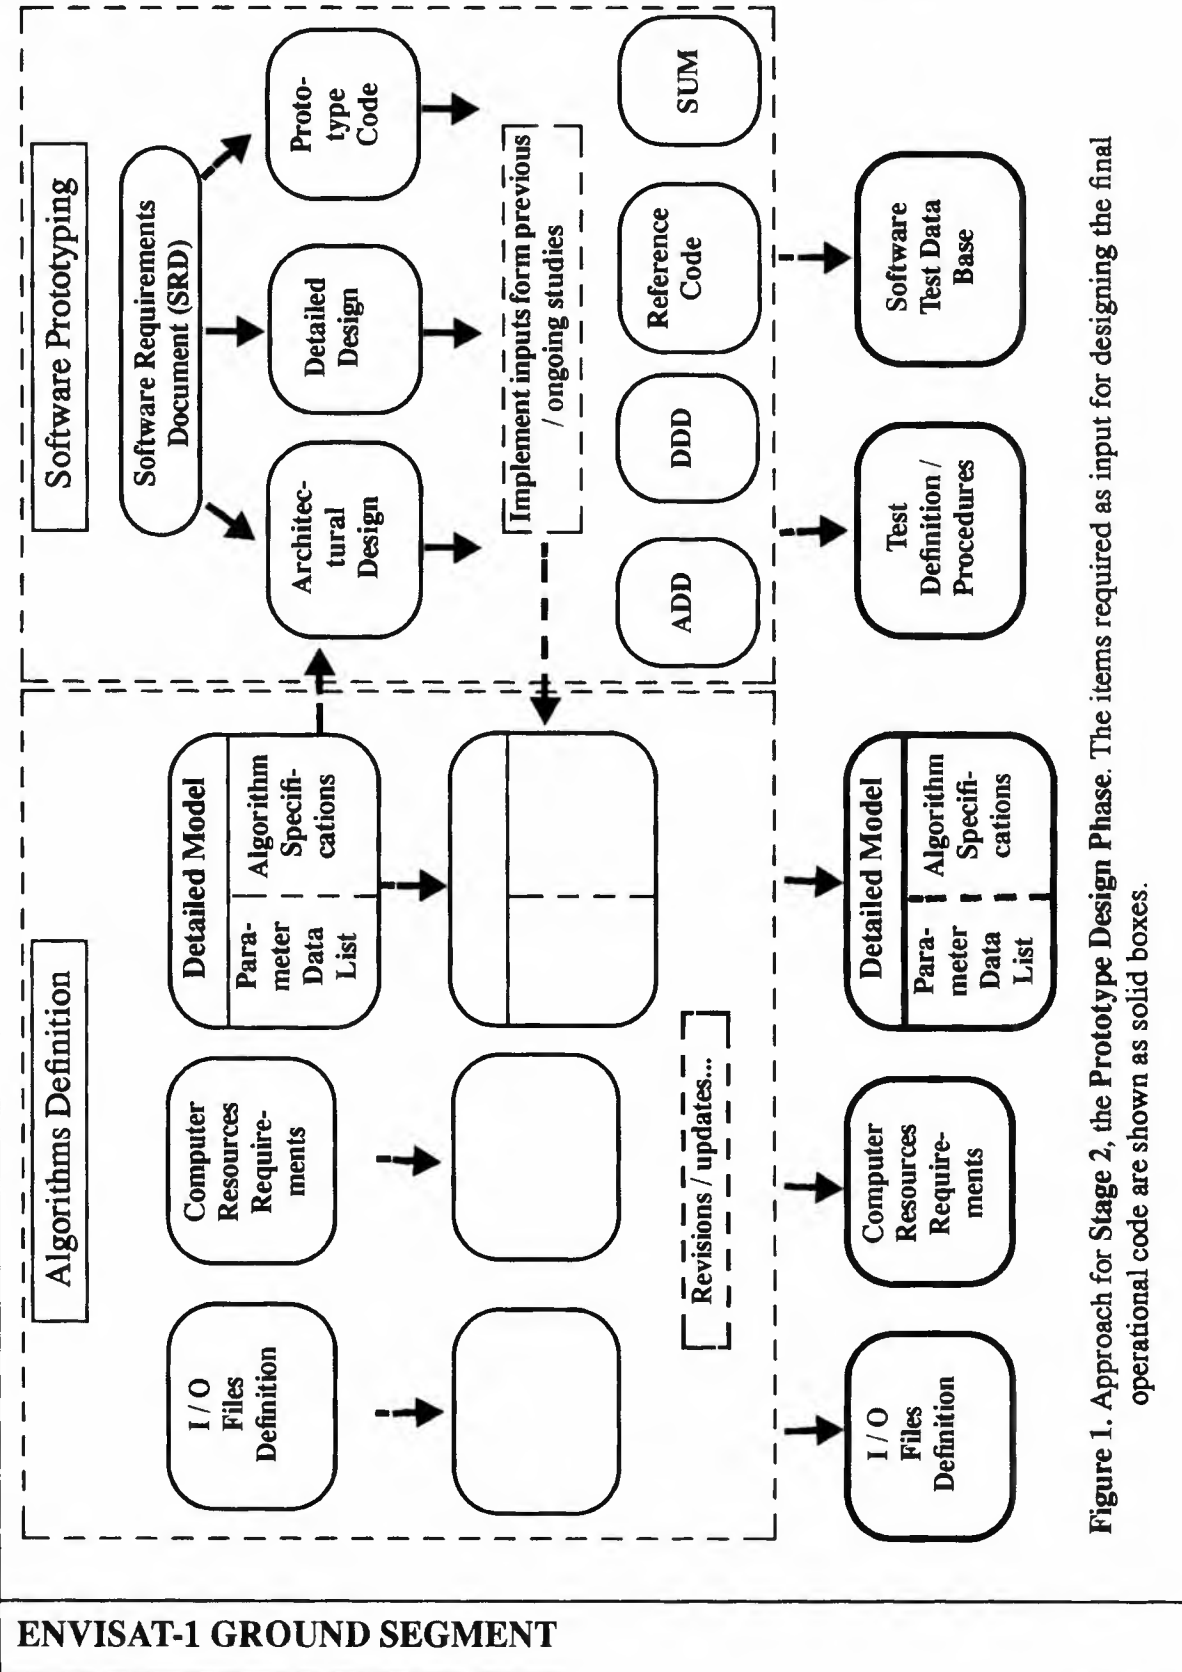 Algorithms Definition
I / O
Files
Definition
Computer
Resources
Require-
ments
Detailed Model
Para-
meter
Data
List
Algorithm
Specifi-
cations
Revisions / updates...
Software Prototyping
Software Requirements
Document (SRD)
Architec-
tural
Design
Detailed
Design
Proto-
type
Code
Implement inputs form previous
/ ongoing studies
ADD
DDD
Reference
Code
SUM
I / O
Files
Definition
Computer
Resources
Require-
ments
Detailed Model
Para-
meter
Data
List
Algorithm
Specifi-
cations
Test
Definition /
Procedures
Software
Test Data
Base
Figure 1. Approach for Stage 2, the Prototype Design Phase. The items required as input for designing the final
operational code are shown as solid boxes.
ENVISAT-1 GROUND SEGMENT